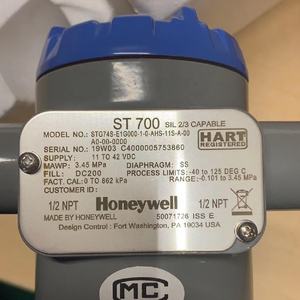 ST 700 SIL 2/3 CAPABLE
MODEL NO.: STG748-E1G000-1-0-AHS-11S-A-00
A0-00-0000
HART
REGISTERED
SERIAL NO.: 19W03 C4000005753860
SUPPLY: 11 TO 42 VDC
MAWP: 3.45 MPa DIAPHRAGM: SS
FILL: DC200 PROCESS LIMITS: -40 to 125 DEG C
FACT. CAL: 0 TO 862 kPa RANGE: -0.101 to 3.45 MPa
CUSTOMER ID:
1/2 NPT Honeywell 1/2 NPT
MADE BY HONEYWELL 50071726 ISS E
Design Control : Fort Washington, PA 19034 USA
MC